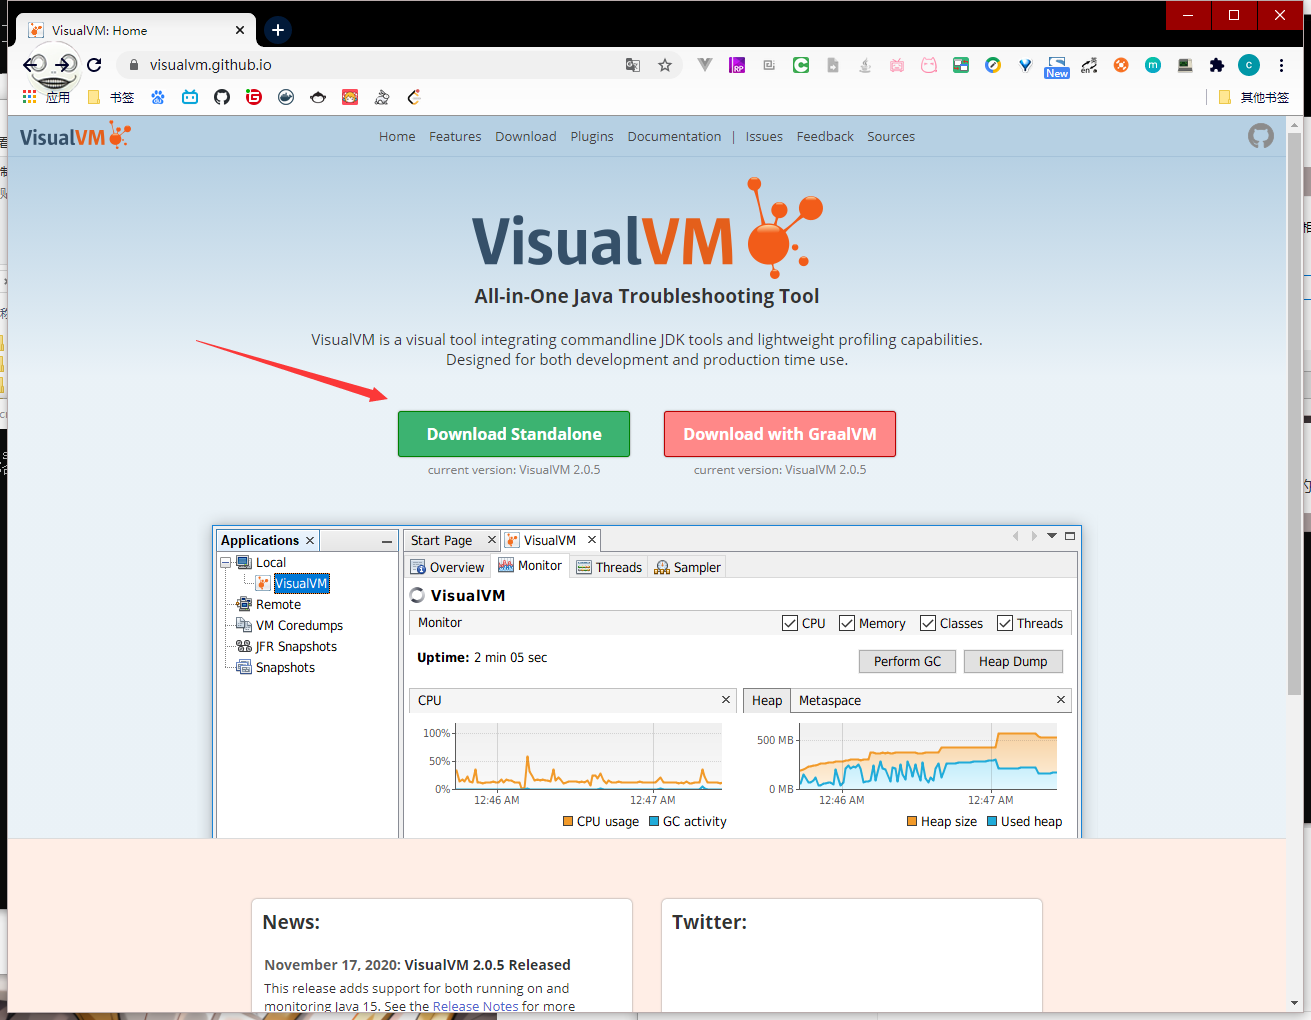 VisualVM: Home
visualvm.github.io
RP
New
en
m
c
应用
书签
其他书签
VisualVM
Home
Features
Download
Plugins
Documentation
|
Issues
Feedback
Sources
VisualVM
All-in-One Java Troubleshooting Tool
VisualVM is a visual tool integrating commandline JDK tools and lightweight profiling capabilities.
Designed for both development and production time use.
Download Standalone
Download with GraalVM
current version: VisualVM 2.0.5
current version: VisualVM 2.0.5
Applications
Start Page
VisualVM
Local
VisualVM
Remote
VM Coredumps
JFR Snapshots
Snapshots
Overview
Monitor
Threads
Sampler
VisualVM
Monitor
CPU
Memory
Classes
Threads
Uptime: 2 min 05 sec
Perform GC
Heap Dump
CPU
Heap
Metaspace
100%
50%
0%
12:46 AM
12:47 AM
CPU usage
GC activity
500 MB
0 MB
12:46 AM
12:47 AM
Heap size
Used heap
News:
November 17, 2020: VisualVM 2.0.5 Released
This release adds support for both running on and
monitoring Java 15. See the Release Notes for more
Twitter: